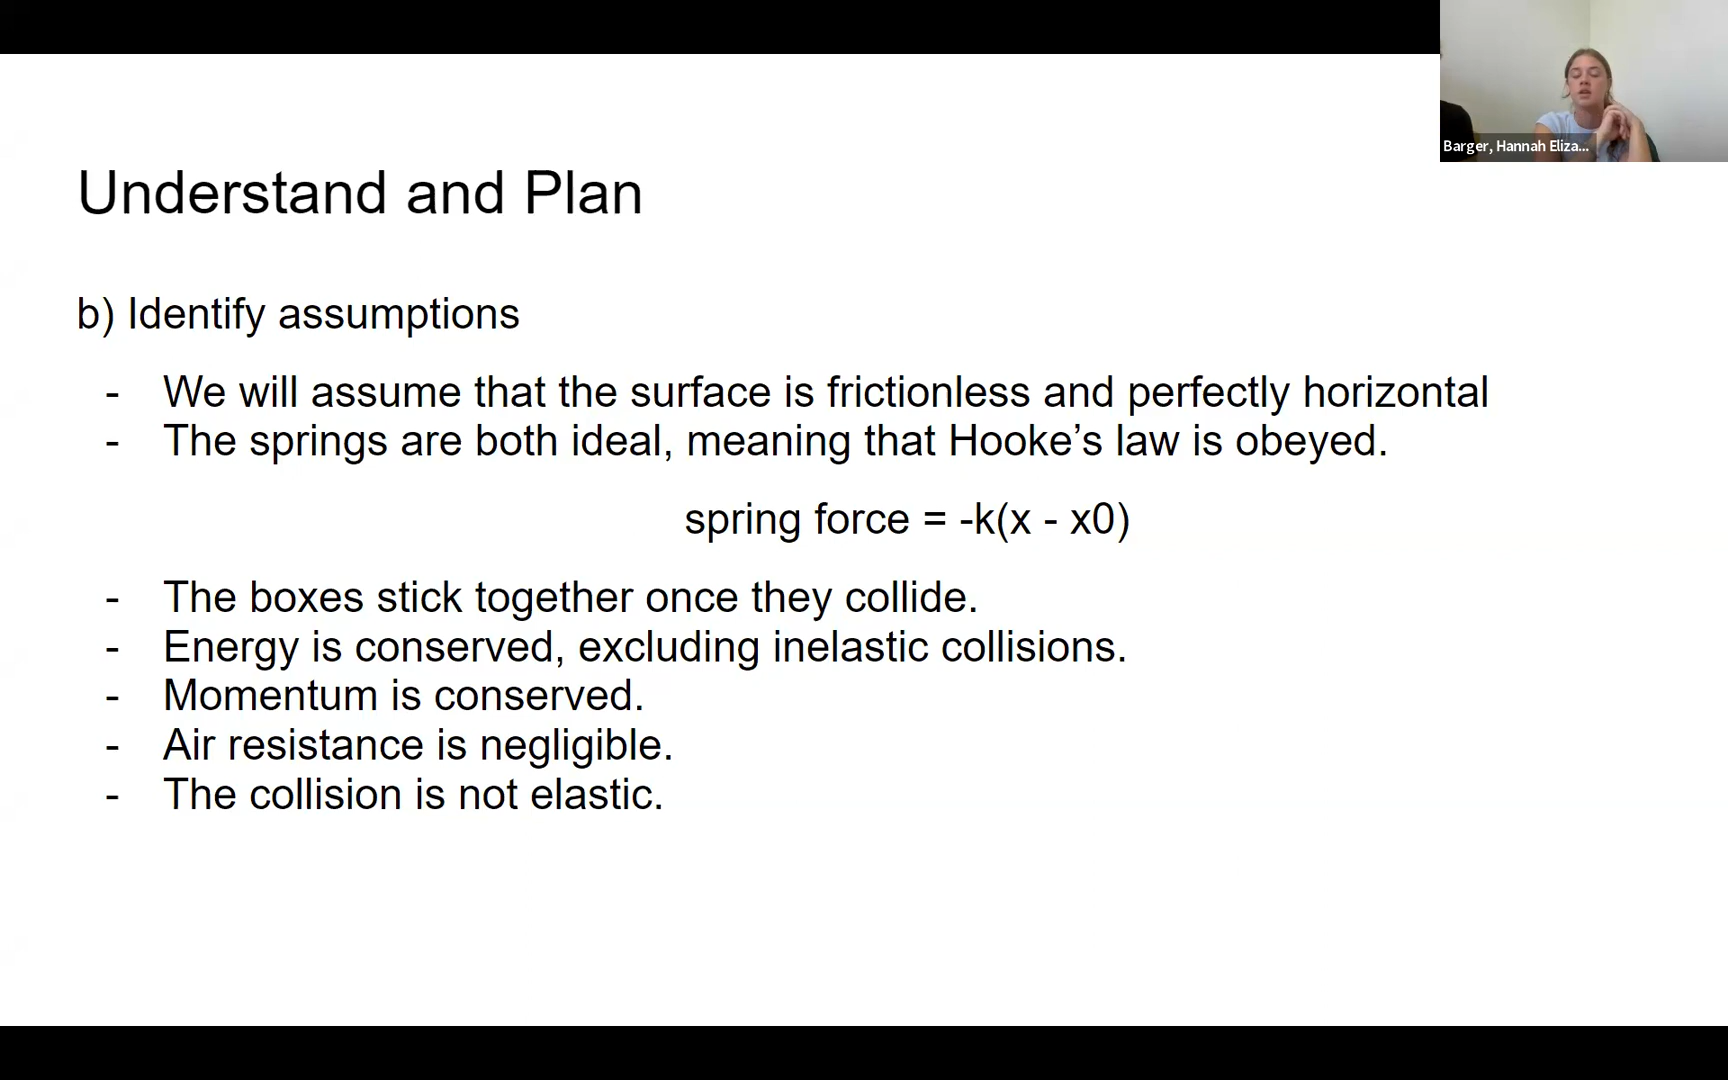 Barger, Hannah Eliza...
Understand and Plan
b) Identify assumptions
- We will assume that the surface is frictionless and perfectly horizontal
- The springs are both ideal, meaning that Hooke’s law is obeyed.
spring force = -k(x - x0)
- The boxes stick together once they collide.
- Energy is conserved, excluding inelastic collisions.
- Momentum is conserved.
- Air resistance is negligible.
- The collision is not elastic.